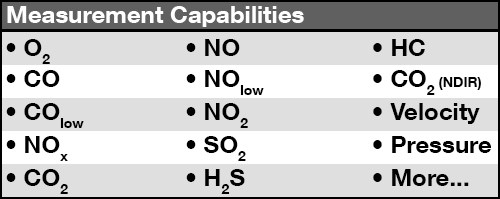 Measurement Capabilities
• O₂ • NO • HC
• CO • NOlow • CO₂ (NDIR)
• COlow • NO₂ • Velocity
• NOx • SO₂ • Pressure
• CO₂ • H₂S • More...